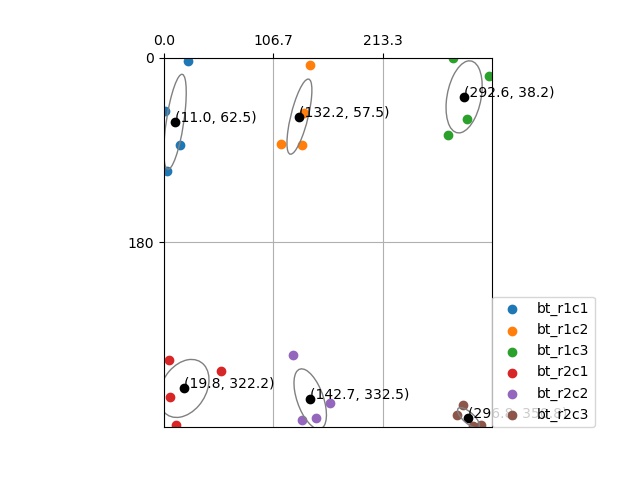 0.0 106.7 213.3
0
(292.6, 38.2)
(11.0, 62.5) (132.2, 57.5)
180
bt_r1c1
bt_r1c2
bt_r1c3
bt_r2c1
bt_r2c2
bt_r2c3
(19.8, 322.2)
(142.7, 332.5)